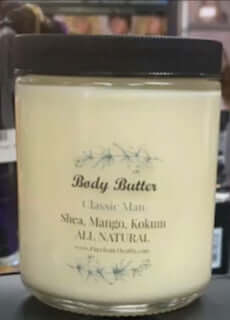 Body Butter
Classic Man
Shea, Mango, Kokum
ALL NATURAL